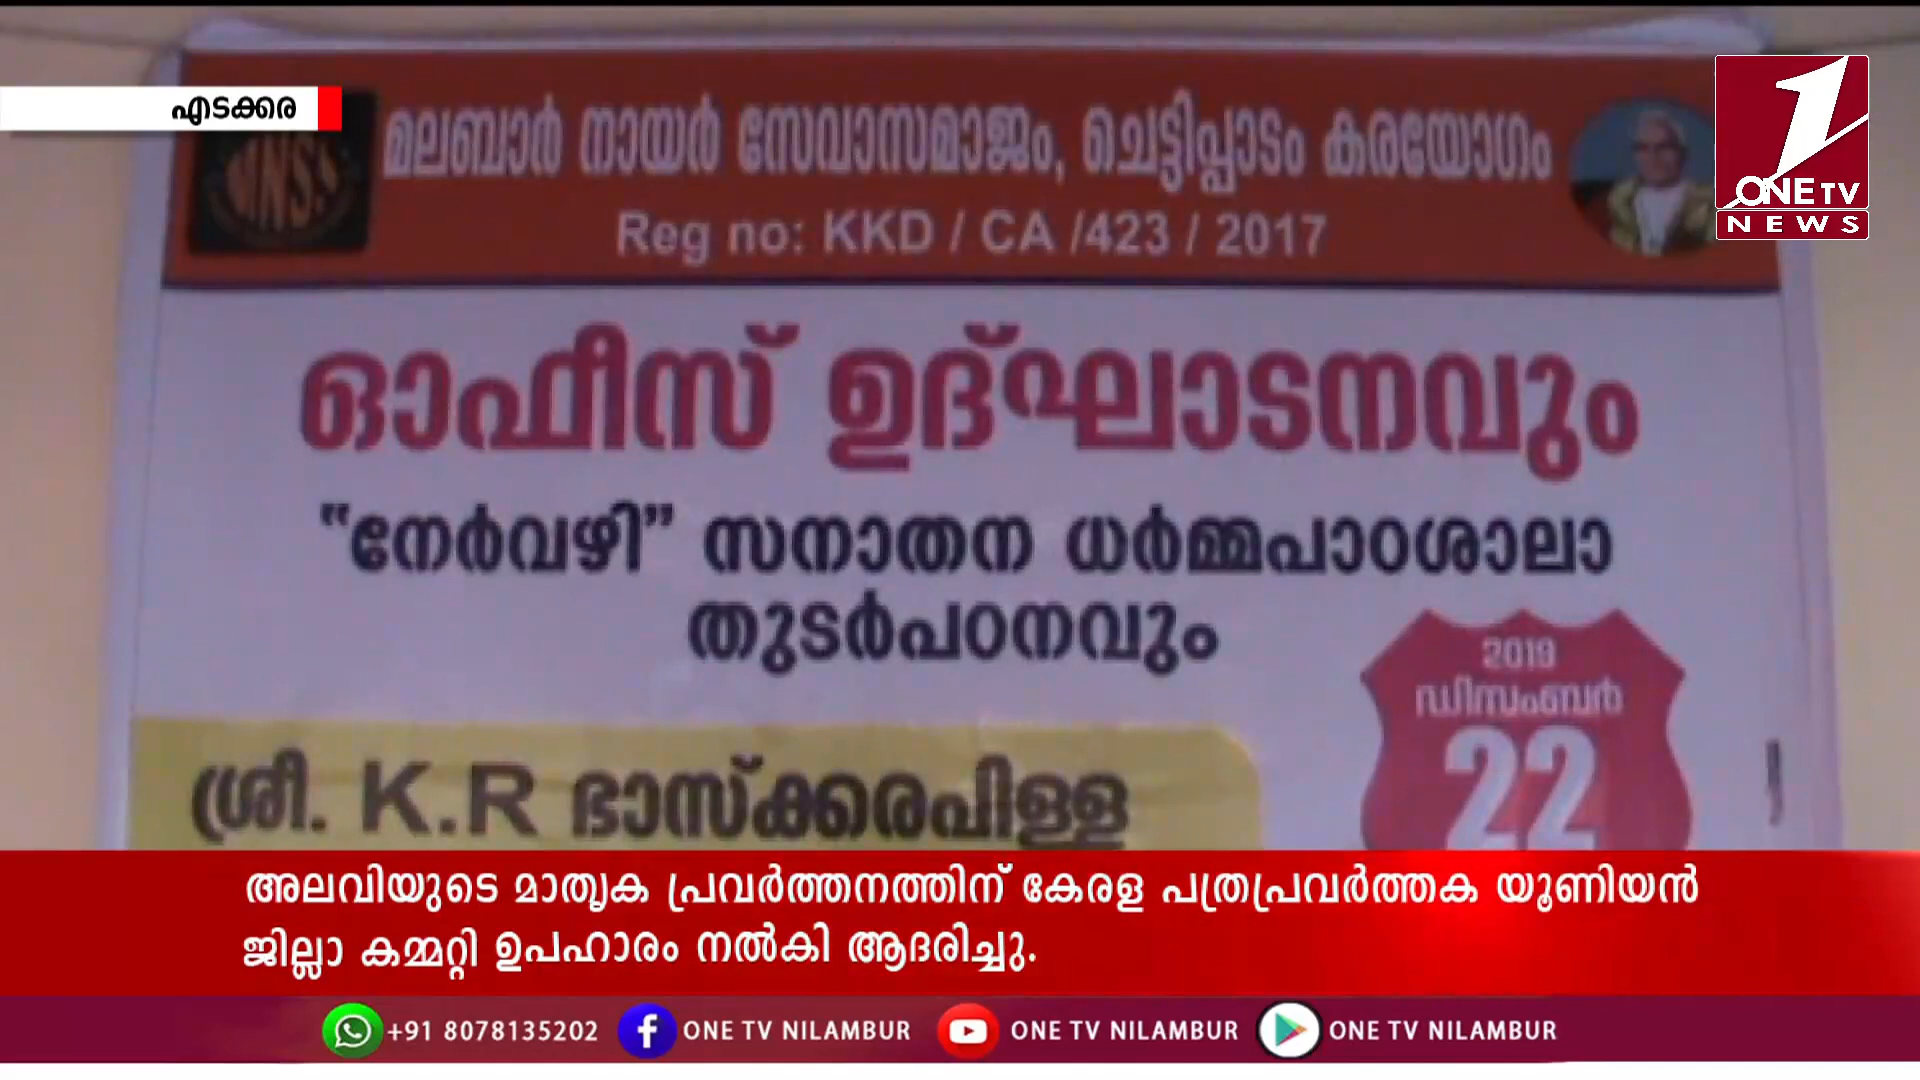 എടക്കര
മലബാർ നായർ സേവാസമാജം, ചെട്ടിപ്പാടം കരയോഗം
Reg no: KKD / CA /423 / 2017
ഓഫീസ് ഉദ്ഘാടനവും
“നേർവഴി” സനാതന ധർമ്മപാഠശാലാ
തുടർപഠനവും
2019
ഡിസംബർ
22
ശ്രീ. K.R ഭാസ്ക്കരപിള്ള
1
ONE TV
NEWS
അലവിയുടെ മാതൃക പ്രവർത്തനത്തിന് കേരള പത്രപ്രവർത്തക യൂണിയൻ
ജില്ലാ കമ്മറ്റി ഉപഹാരം നൽകി ആദരിച്ചു.
+91 8078135202 ONE TV NILAMBUR ONE TV NILAMBUR ONE TV NILAMBUR